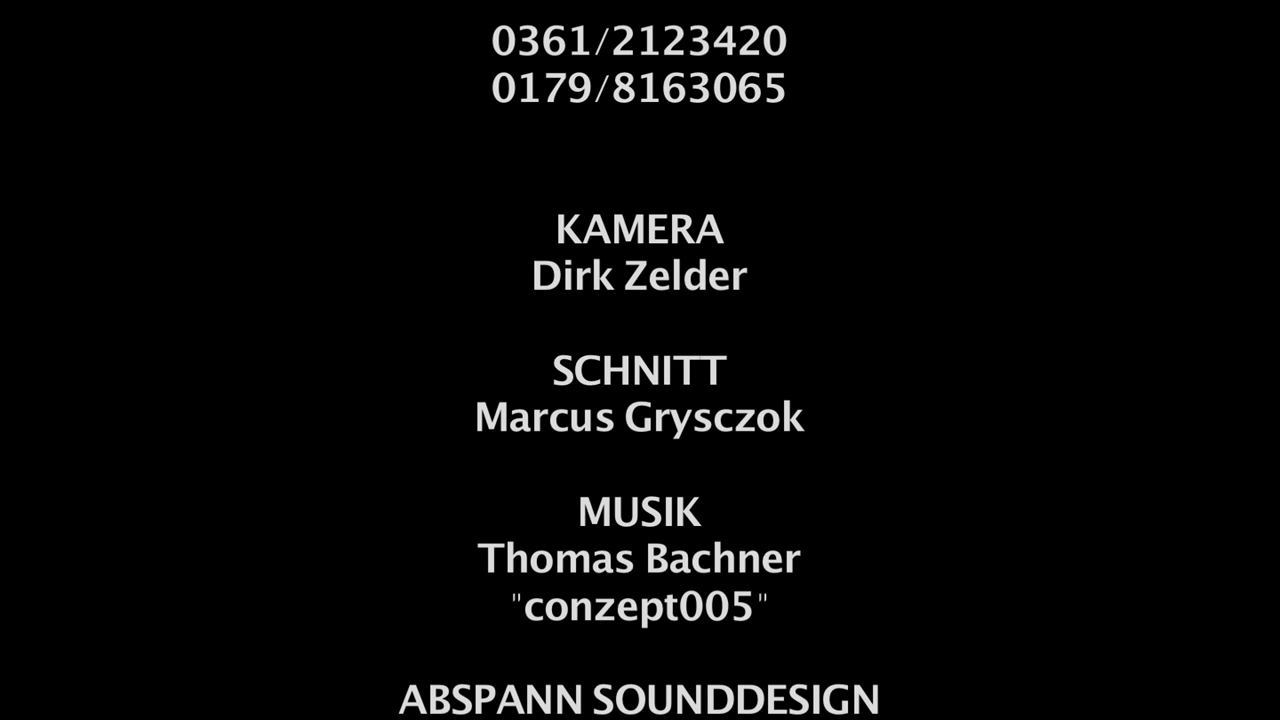 0361/2123420
0179/8163065
KAMERA
Dirk Zelder
SCHNITT
Marcus Grysczok
MUSIK
Thomas Bachner
"conzept005"
ABSPANN SOUNDDESIGN